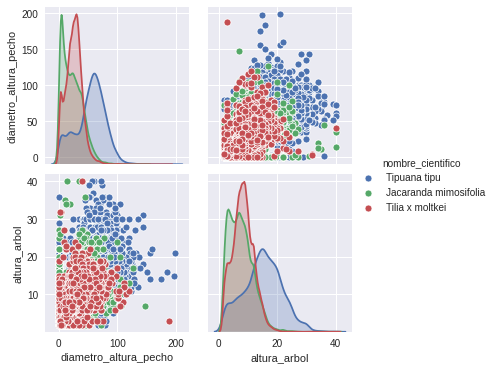 200
150
100
50
0
diametro_altura_pecho
nombre_cientifico
Tipuana tipu
Jacaranda mimosifolia
Tilia x moltkei
40
30
20
10
altura_arbol
0 100 200
diametro_altura_pecho
0 20 40
altura_arbol